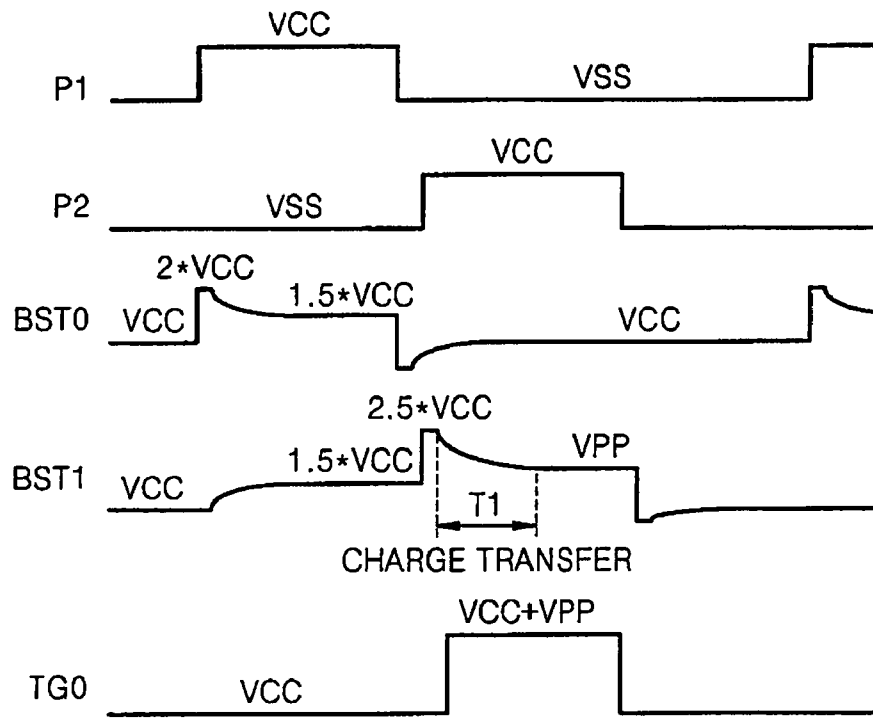 VCC
P1
VSS
VCC
P2
VSS
2*VCC
1.5*VCC
BST0
VCC
VCC
2.5*VCC
1.5*VCC
VPP
BST1
VCC
T1
CHARGE TRANSFER
VCC+VPP
TG0
VCC